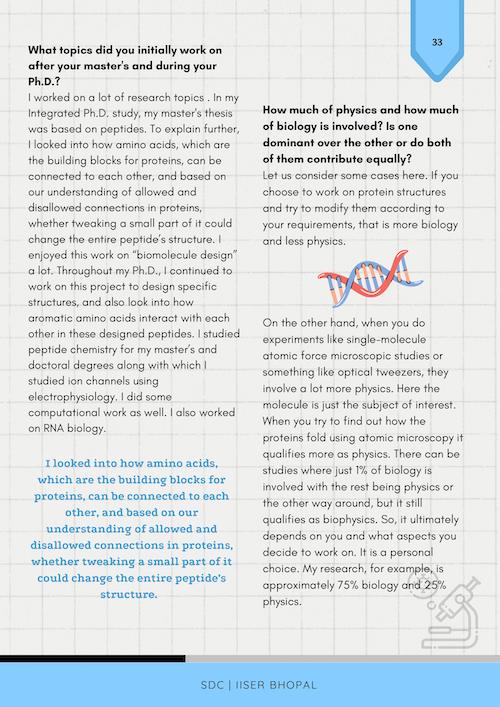 33
What topics did you initially work on
after your master's and during your
Ph.D.?
I worked on a lot of research topics . In my
Integrated Ph.D. study, my master's thesis
was based on peptides. To explain further,
I looked into how amino acids, which are
the building blocks for proteins, can be
connected to each other, and based on
our understanding of allowed and
disallowed connections in proteins,
whether tweaking a small part of it could
change the entire peptide's structure. I
enjoyed this work on “biomolecule design”
a lot. Throughout my Ph.D., I continued to
work on this project to design specific
structures, and also look into how
aromatic amino acids interact with each
other in these designed peptides. I studied
peptide chemistry for my master's and
doctoral degrees along with which I
studied ion channels using
electrophysiology. I did some
computational work as well. I also worked
on RNA biology.
I looked into how amino acids,
which are the building blocks for
proteins, can be connected to each
other, and based on our
understanding of allowed and
disallowed connections in proteins,
whether tweaking a small part of it
could change the entire peptide's
structure.
How much of physics and how much
of biology is involved? Is one
dominant over the other or do both
of them contribute equally?
Let us consider some cases here. If you
choose to work on protein structures
and try to modify them according to
your requirements, that is more biology
and less physics.
On the other hand, when you do
experiments like single-molecule
atomic force microscopic studies or
something like optical tweezers, they
involve a lot more physics. Here the
molecule is just the subject of interest.
When you try to find out how the
proteins fold using atomic microscopy it
qualifies more as physics. There can be
studies where just 1% of biology is
involved with the rest being physics or
the other way around, but it still
qualifies as biophysics. So, it ultimately
depends on you and what aspects you
decide to work on. It is a personal
choice. My research, for example, is
approximately 75% biology and 25%
physics.
SDC | IISER BHOPAL